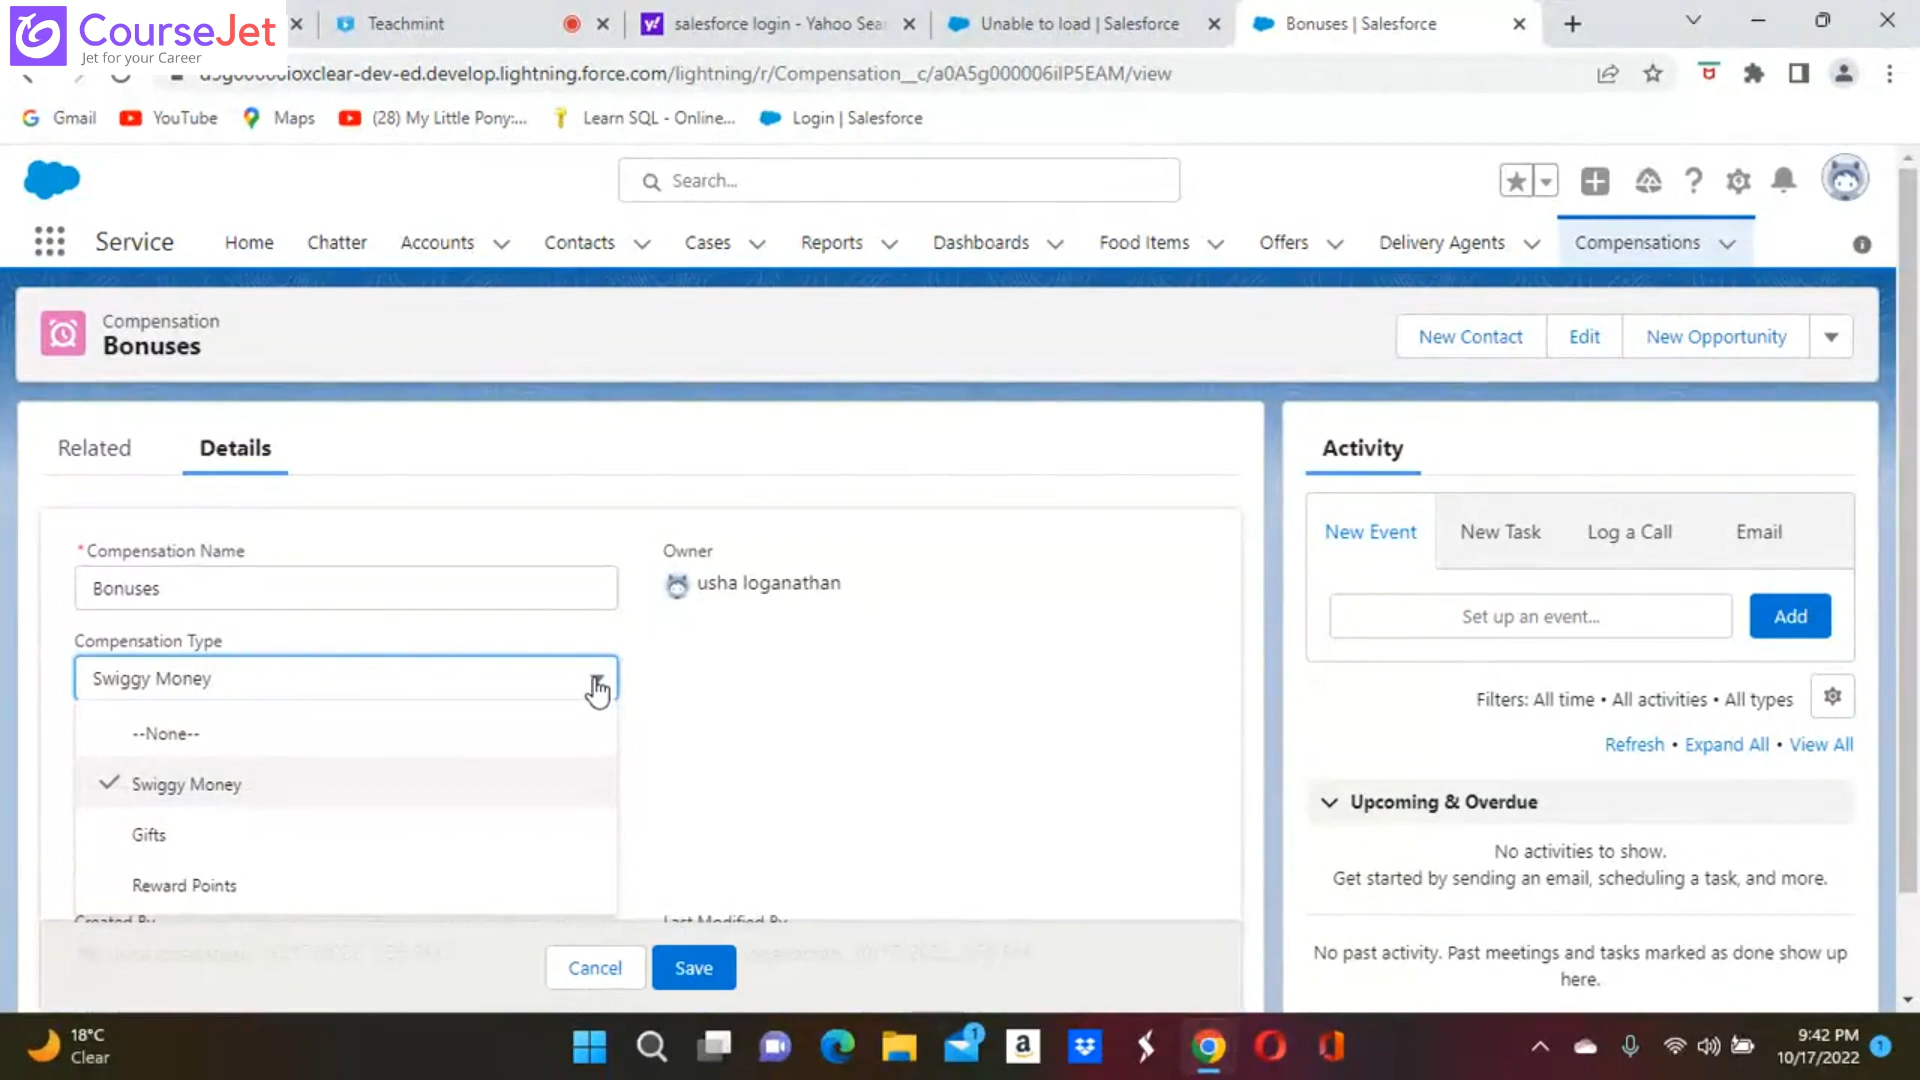 CourseJet
Jet for your Career
Teachmint
salesforce login - Yahoo Sea
Unable to load | Salesforce
Bonuses | Salesforce
ioxclear-dev-ed.develop.lightning.force.com/lightning/r/Compensation__c/a0A5g000006iIP5EAM/view
Gmail
YouTube
Maps
(28) My Little Pony:...
Learn SQL - Online...
Login | Salesforce
Search...
Service
Home
Chatter
Accounts
Contacts
Cases
Reports
Dashboards
Food Items
Offers
Delivery Agents
Compensations
Compensation
Bonuses
New Contact
Edit
New Opportunity
Related
Details
*Compensation Name
Bonuses
Owner
usha loganathan
Compensation Type
Swiggy Money
--None--
Swiggy Money
Gifts
Reward Points
Created By
Last Modified By
Cancel
Save
Activity
New Event
New Task
Log a Call
Email
Set up an event...
Add
Filters: All time • All activities • All types
Refresh • Expand All • View All
Upcoming & Overdue
No activities to show.
Get started by sending an email, scheduling a task, and more.
No past activity. Past meetings and tasks marked as done show up
here.
18°C
Clear
1
9:42 PM
10/17/2022
1